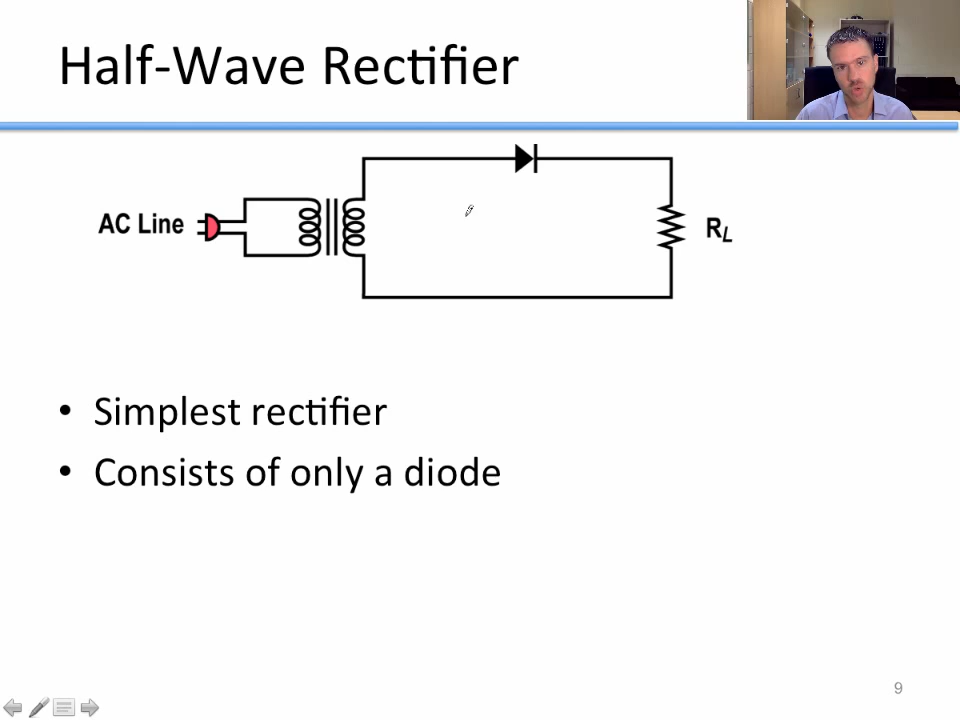 Half-Wave Rectifier
AC Line
RL
• Simplest rectifier
• Consists of only a diode
9